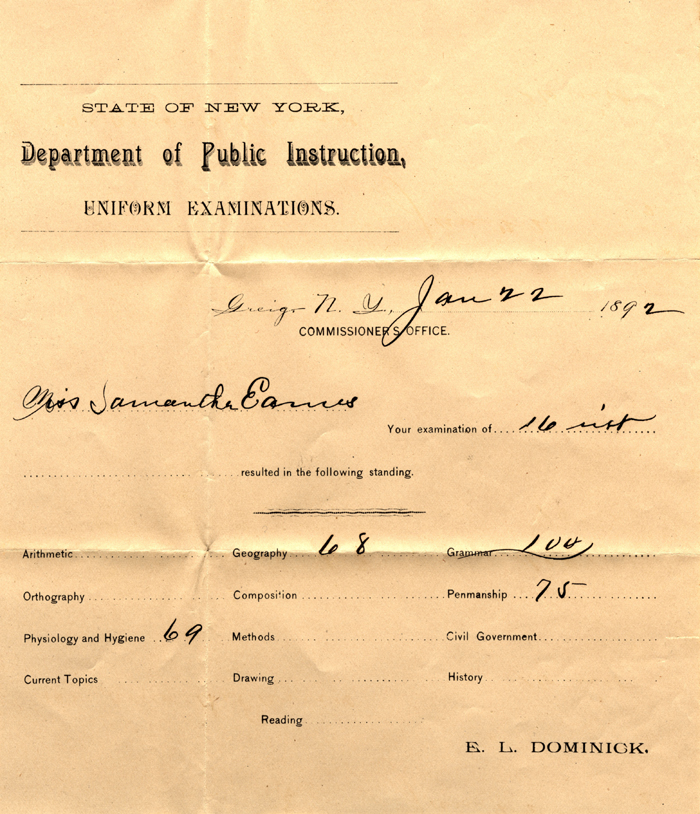 STATE OF NEW YORK,
Department of Public Instruction,
UNIFORM EXAMINATIONS.
Greig N. Y., Jan 22 1892
COMMISSIONER'S OFFICE.
Miss Samantha Eames
Your examination of 16 inst
resulted in the following standing.
Arithmetic Geography 68 Grammar 100
Orthography Composition Penmanship 75
Physiology and Hygiene 69 Methods Civil Government
Current Topics Drawing History
Reading
E. L. DOMINICK.